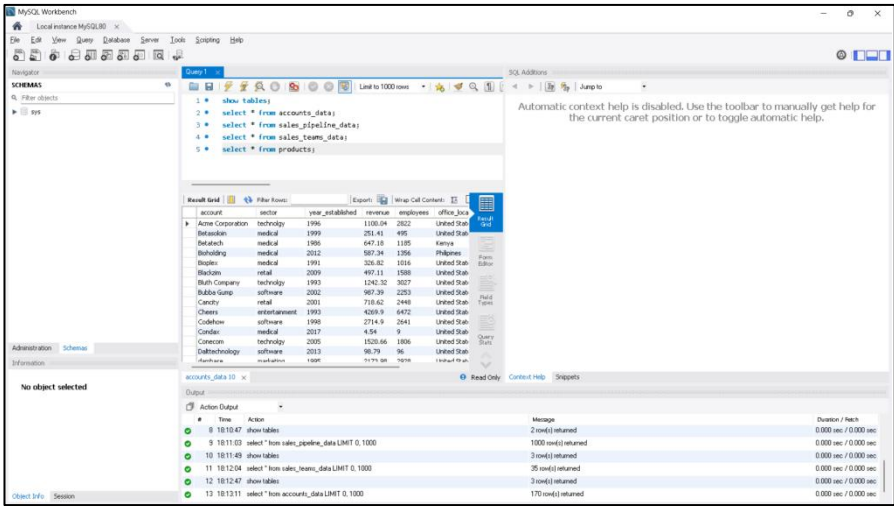 MySQL Workbench
Local instance MySQL80
File Edit View Query Database Server Tools Scripting Help
Navigator
SCHEMAS
Filter objects
sys
Administration Schemas
Information
No object selected
Object Info Session
Query 1
Limit to 1000 rows
1 show tables;
2 select * from accounts_data;
3 select * from sales_pipeline_data;
4 select * from sales_teams_data;
5 select * from products;
Result Grid Filter Rows: Export: Wrap Cell Content:
account sector year_established revenue employees office_loca
Acme Corporation technolgy 1996 1100.04 2822 United Stat
Betasoloin medical 1999 251.41 495 United Stat
Betatech medical 1986 647.18 1185 Kenya
Bioholding medical 2012 587.34 1356 Philipines
Bioplex medical 1991 326.82 1016 United Stat
Blackzim retail 2009 497.11 1588 United Stat
Bluth Company technolgy 1993 1242.32 3027 United Stat
Bubba Gump software 2002 987.39 2253 United Stat
Cancity retail 2001 718.62 2448 United Stat
Cheers entertainment 1993 4269.9 6472 United Stat
Codehow software 1998 2714.9 2641 United Stat
Condax medical 2017 4.54 9 United Stat
Conecom technolgy 2005 1520.66 1806 United Stat
Dalttechnology software 2013 98.79 96 United Stat
dambase marketing 1995 2173.98 2928 United Stat
Result Grid
Form Editor
Field Types
Query Stats
accounts_data 10 Read Only
SQL Additions
Jump to
Automatic context help is disabled. Use the toolbar to manually get help for
the current caret position or to toggle automatic help.
Context Help Snippets
Output
Action Output
# Time Action Message Duration / Fetch
8 18:10:47 show tables 2 row(s) returned 0.000 sec / 0.000 sec
9 18:11:03 select * from sales_pipeline_data LIMIT 0, 1000 1000 row(s) returned 0.000 sec / 0.000 sec
10 18:11:49 show tables 3 row(s) returned 0.000 sec / 0.000 sec
11 18:12:04 select * from sales_teams_data LIMIT 0, 1000 35 row(s) returned 0.000 sec / 0.000 sec
12 18:12:47 show tables 3 row(s) returned 0.000 sec / 0.000 sec
13 18:13:11 select * from accounts_data LIMIT 0, 1000 170 row(s) returned 0.000 sec / 0.000 sec